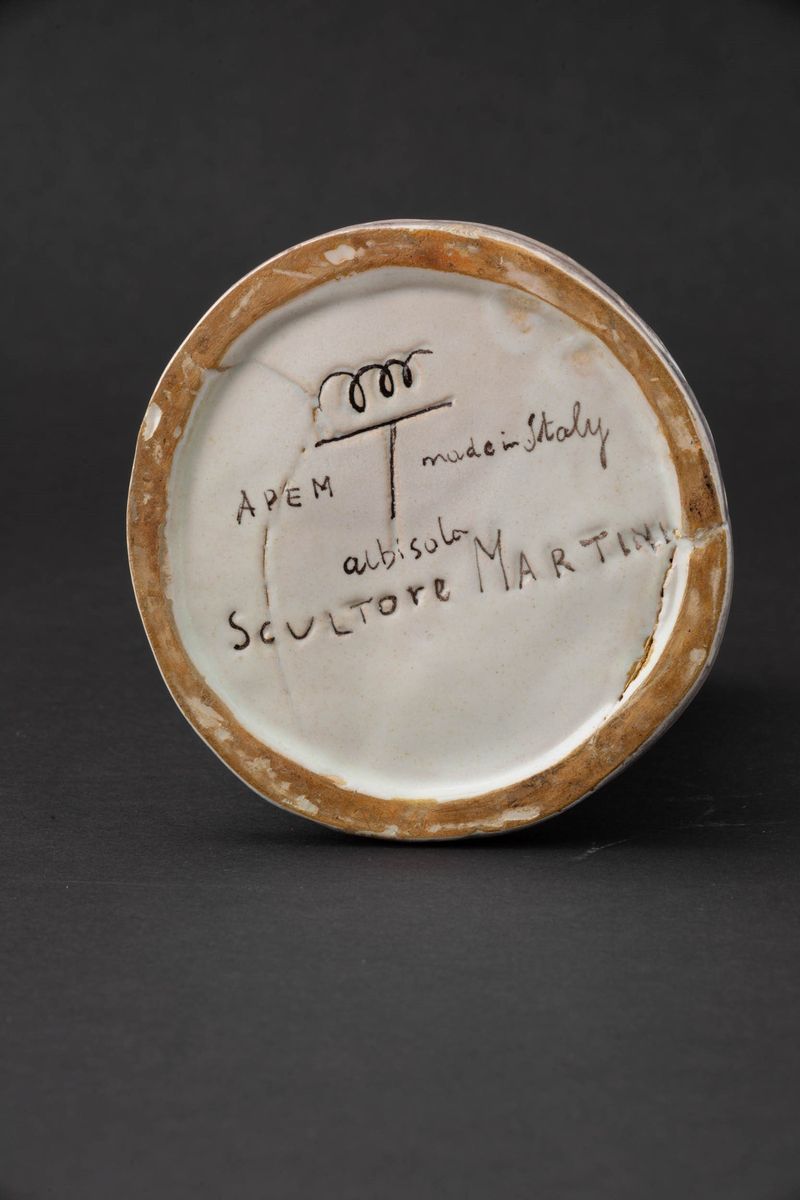 T
made in Italy
APEM
albisola
SCULTOre MARTINI